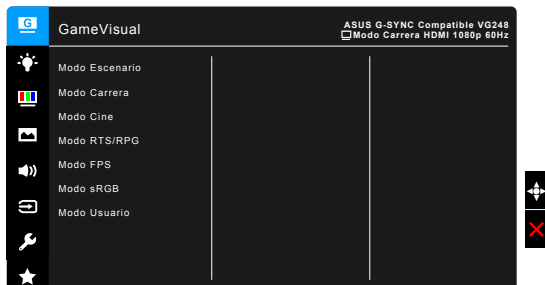 G
GameVisual
ASUS G-SYNC Compatible VG248
Modo Carrera HDMI 1080p 60Hz
Modo Escenario
Modo Carrera
Modo Cine
Modo RTS/RPG
Modo FPS
Modo sRGB
Modo Usuario